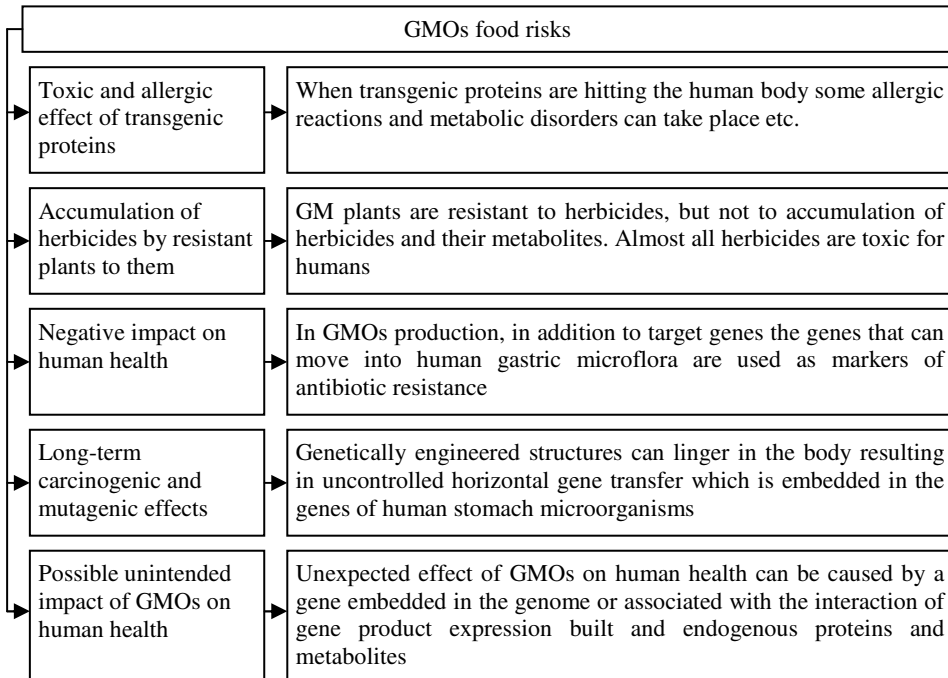 GMOs food risks
Toxic and allergic
effect of transgenic
proteins
When transgenic proteins are hitting the human body some allergic
reactions and metabolic disorders can take place etc.
Accumulation of
herbicides by resistant
plants to them
GM plants are resistant to herbicides, but not to accumulation of
herbicides and their metabolites. Almost all herbicides are toxic for
humans
Negative impact on
human health
In GMOs production, in addition to target genes the genes that can
move into human gastric microflora are used as markers of
antibiotic resistance
Long-term
carcinogenic and
mutagenic effects
Genetically engineered structures can linger in the body resulting
in uncontrolled horizontal gene transfer which is embedded in the
genes of human stomach microorganisms
Possible unintended
impact of GMOs on
human health
Unexpected effect of GMOs on human health can be caused by a
gene embedded in the genome or associated with the interaction of
gene product expression built and endogenous proteins and
metabolites